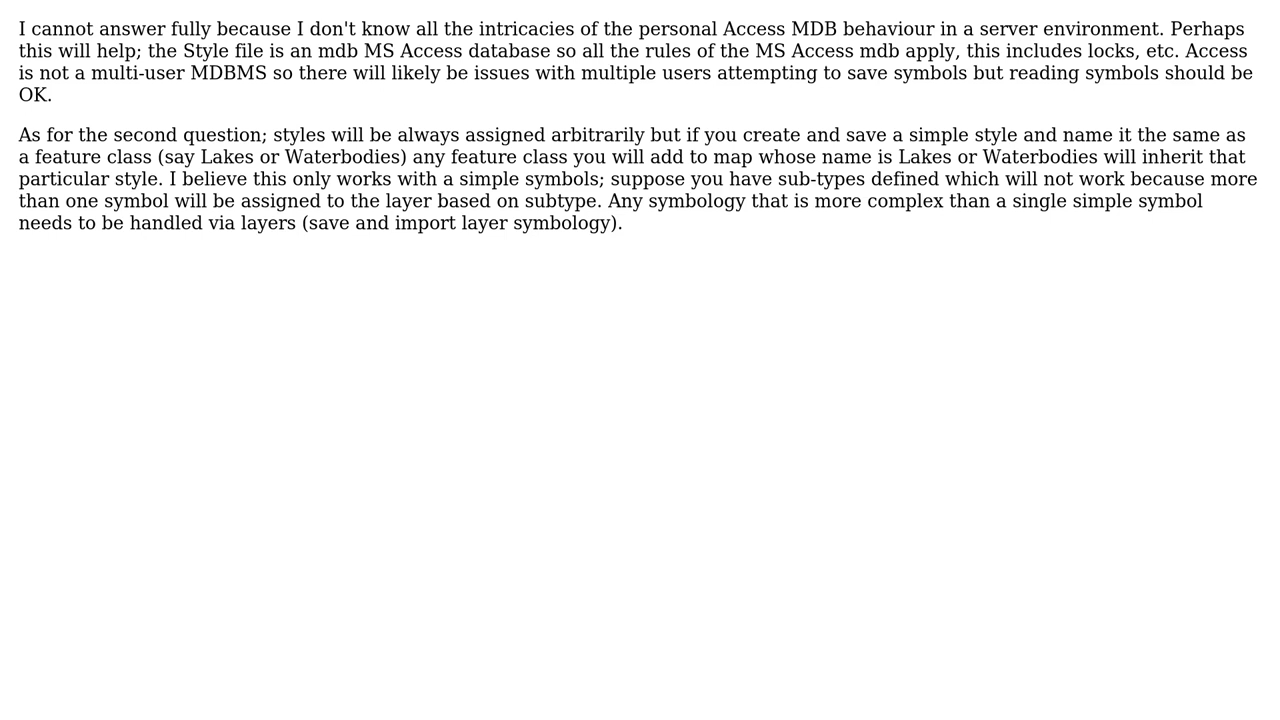 I cannot answer fully because I don't know all the intricacies of the personal Access MDB behaviour in a server environment. Perhaps
this will help; the Style file is an mdb MS Access database so all the rules of the MS Access mdb apply, this includes locks, etc. Access
is not a multi-user MDBMS so there will likely be issues with multiple users attempting to save symbols but reading symbols should be
OK.
As for the second question; styles will be always assigned arbitrarily but if you create and save a simple style and name it the same as
a feature class (say Lakes or Waterbodies) any feature class you will add to map whose name is Lakes or Waterbodies will inherit that
particular style. I believe this only works with a simple symbols; suppose you have sub-types defined which will not work because more
than one symbol will be assigned to the layer based on subtype. Any symbology that is more complex than a single simple symbol
needs to be handled via layers (save and import layer symbology).